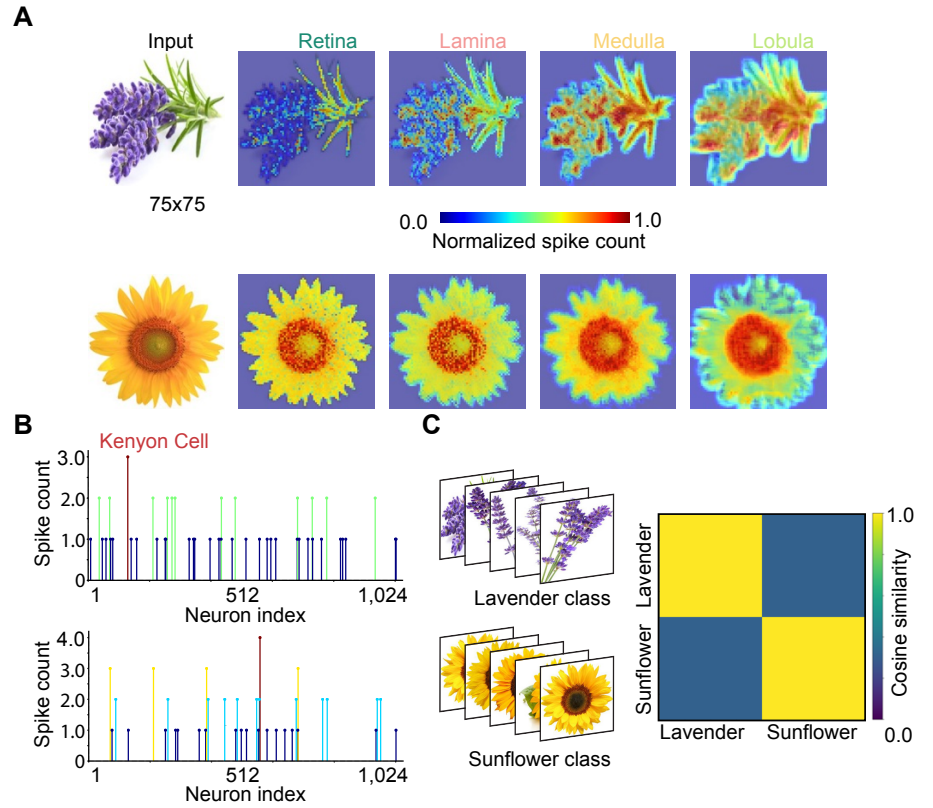 A
Input
Retina
Lamina
Medulla
Lobula
75x75
0.0
1.0
Normalized spike count
B
Kenyon Cell
3.0
2.0
1.0
0
Spike count
1
512
1,024
Neuron index
4.0
3.0
2.0
1.0
0
Spike count
1
512
1,024
Neuron index
C
Lavender class
Sunflower class
Lavender
Sunflower
Lavender
Sunflower
1.0
Cosine similarity
0.0